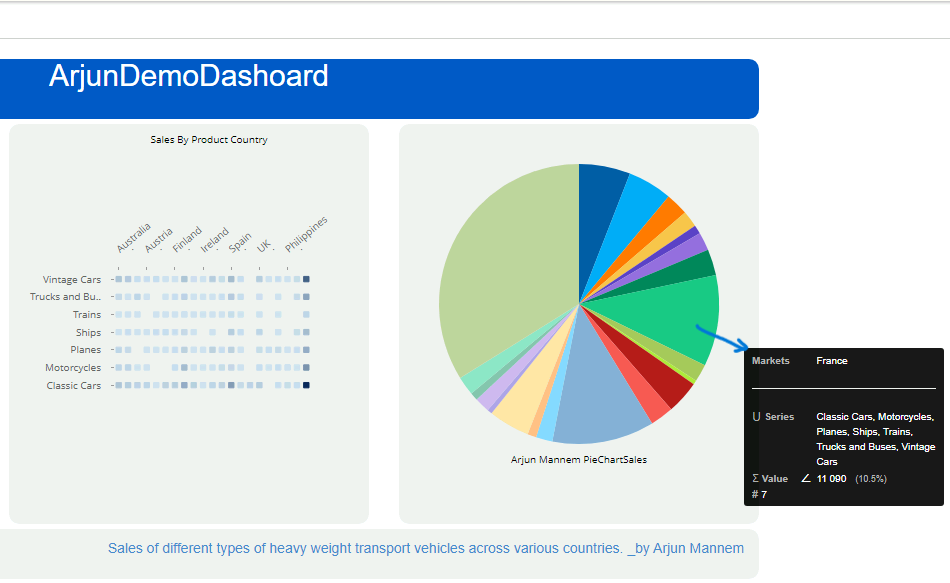 ArjunDemoDashoard
Sales By Product Country
Australia
Austria
Finland
Ireland
Spain
UK
Philippines
Vintage Cars
Trucks and Bu..
Trains
Ships
Planes
Motorcycles
Classic Cars
Arjun Mannem PieChartSales
Markets France
U Series Classic Cars, Motorcycles,
Planes, Ships, Trains,
Trucks and Buses, Vintage
Cars
Σ Value ∠ 11 090 (10.5%)
# 7
Sales of different types of heavy weight transport vehicles across various countries. _by Arjun Mannem